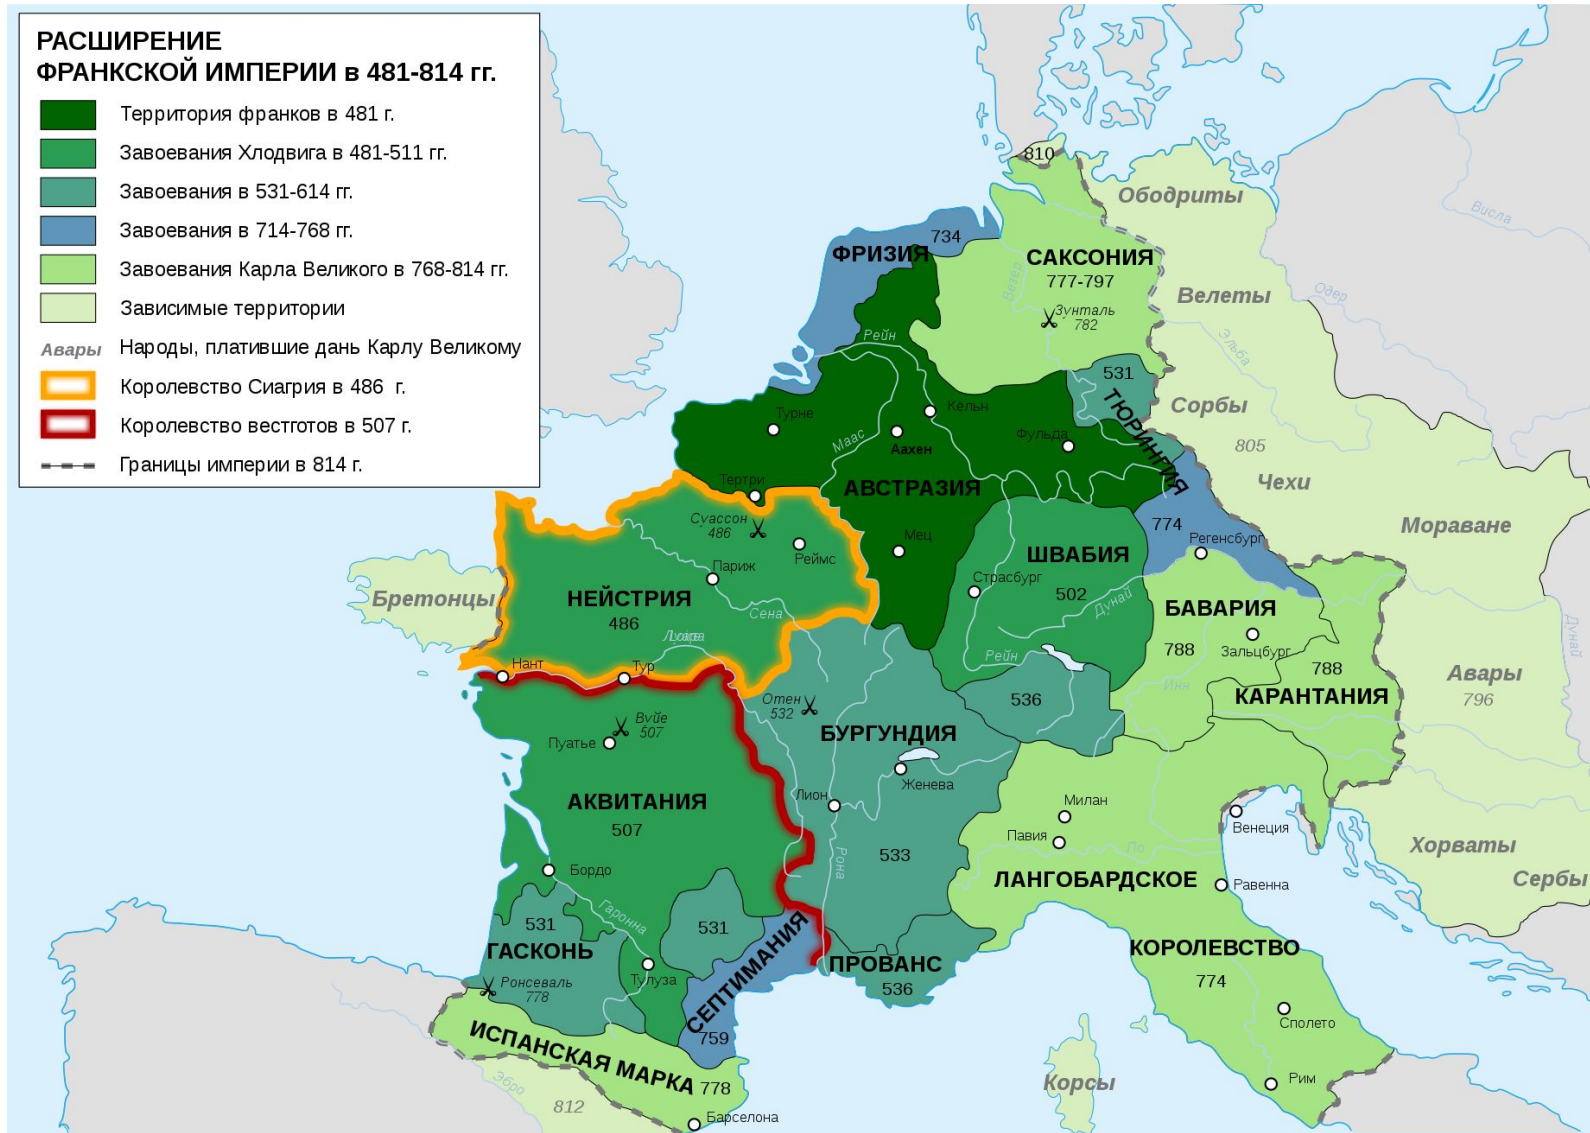 РАСШИРЕНИЕ
ФРАНКСКОЙ ИМПЕРИИ в 481-814 гг.
Территория франков в 481 г.
Завоевания Хлодвига в 481-511 гг.
Завоевания в 531-614 гг.
Завоевания в 714-768 гг.
Завоевания Карла Великого в 768-814 гг.
Зависимые территории
Авары Народы, платившие дань Карлу Великому
Королевство Сиагрия в 486 г.
Королевство вестготов в 507 г.
Границы империи в 814 г.
810
Ободриты
Висла
ФРИЗИЯ
734
САКСОНИЯ
777-797
Везер
Зунталь
782
Велеты
Одер
Эльба
Рейн
531
ТЮРИНГИЯ
Сорбы
805
Чехи
Мораване
Турне
Кёльн
Маас
Аахен
Фульда
Тертри
АВСТРАЗИЯ
Суассон
486
Реймс
Мец
774
Регенсбург
ШВАБИЯ
502
Страсбург
Дунай
Париж
Бретонцы
НЕЙСТРИЯ
486
Сена
БАВАРИЯ
788
Зальцбург
Дунай
Рейн
Нант
Тур
Инн
788
КАРАНТАНИЯ
Авары
796
536
Отен
532
БУРГУНДИЯ
Вуйе
507
Пуатье
Женева
Лион
АКВИТАНИЯ
507
Милан
Павия
Венеция
По
Хорваты
Сербы
533
Рона
Бордо
ЛАНГОБАРДСКОЕ
Равенна
Гаронна
531
531
ГАСКОНЬ
СЕПТИМАНИЯ
759
ПРОВАНС
536
КОРОЛЕВСТВО
774
Тулуза
Ронсеваль
778
Сполето
ИСПАНСКАЯ МАРКА 778
Эбро
812
Корсы
Рим
Барселона